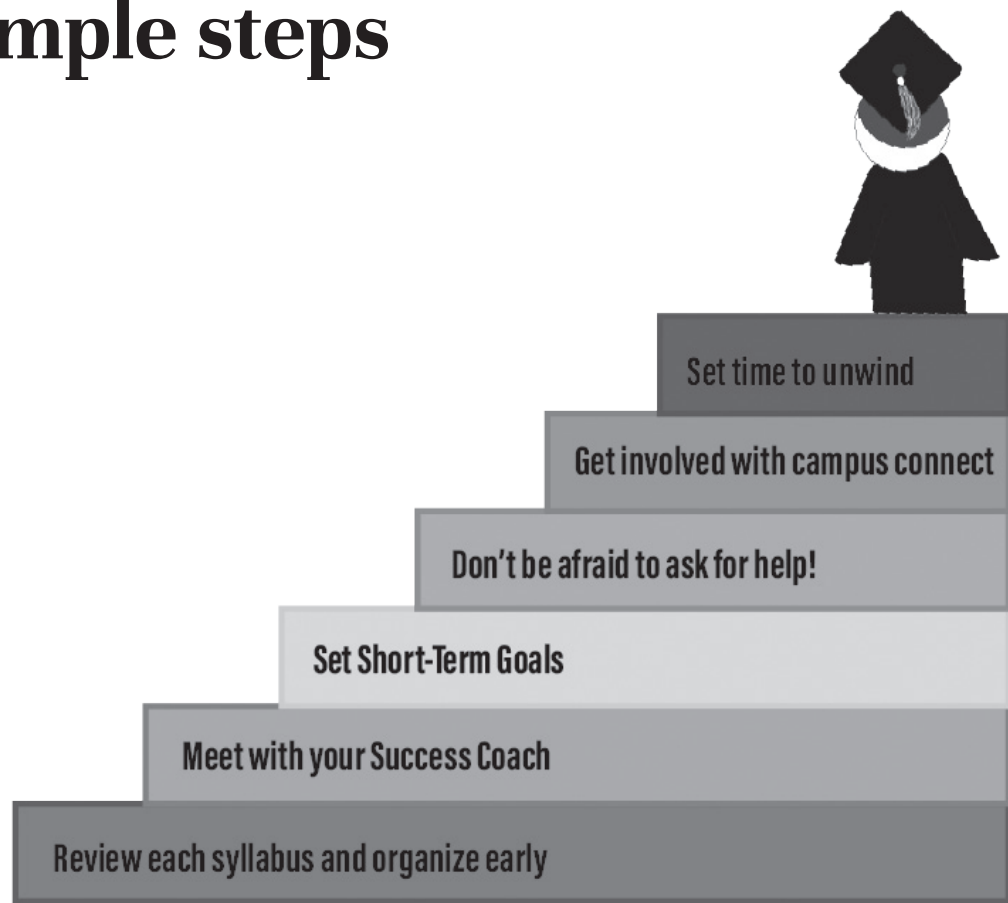 mple steps
Set time to unwind
Get involved with campus connect
Don't be afraid to ask for help!
Set Short-Term Goals
Meet with your Success Coach
Review each syllabus and organize early